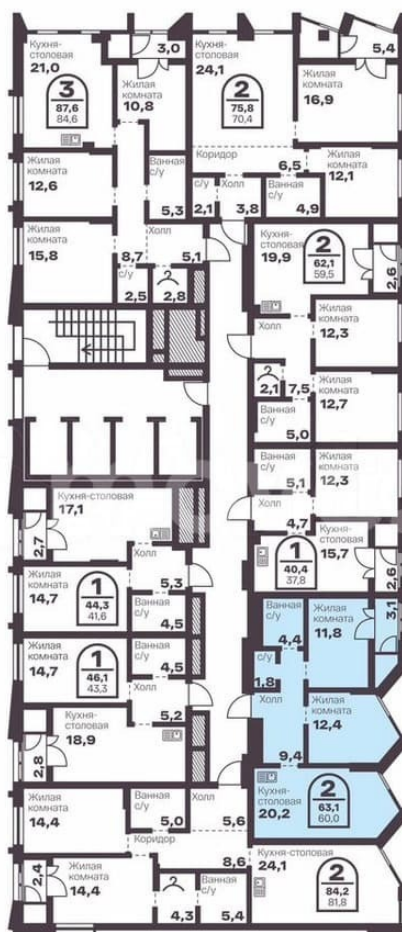 Кухня-
столовая
21,0
3
87,6
84,6
3,0
Жилая
комната
10,8
Кухня-столовая
24,1
2
75,8
70,4
5,4
Жилая
комната
16,9
Жилая
комната
12,6
Ванная
с/у
5,3
Коридор
6,5
Жилая
комната
12,1
с/у
2,1
Холл
3,8
Ванная
с/у
4,9
Жилая
комната
15,8
8,7
Холл
5,1
с/у
2,5
2,8
Кухня-
столовая
19,9
2
62,1
59,5
2,6
Холл
Жилая
комната
12,3
2,1
7,5
Жилая
комната
12,7
Ванная
с/у
5,0
Ванная
с/у
5,1
Жилая
комната
12,3
Холл
4,7
Кухня-
столовая
15,7
1
40,4
37,8
2,6
Кухня-столовая
17,1
2,7
Холл
5,3
Жилая
комната
14,7
1
44,3
41,6
Ванная
с/у
4,5
Жилая
комната
14,7
1
46,1
43,3
Ванная
с/у
4,5
Холл
5,2
Кухня-
столовая
18,9
2,8
Ванная
с/у
4,4
Жилая
комната
11,8
3,1
с/у
1,8
Холл
9,4
Жилая
комната
12,4
Кухня-
столовая
20,2
2
63,1
60,0
Жилая
комната
14,4
Ванная
с/у
5,0
Холл
5,6
Коридор
8,6
2,4
Жилая
комната
14,4
4,3
Ванная
с/у
5,4
Кухня-столовая
24,1
2
84,2
81,8